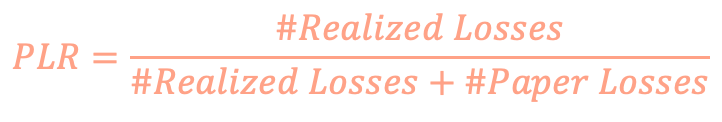 #Realized Losses
PLR =
#Realized Losses + #Paper Losses